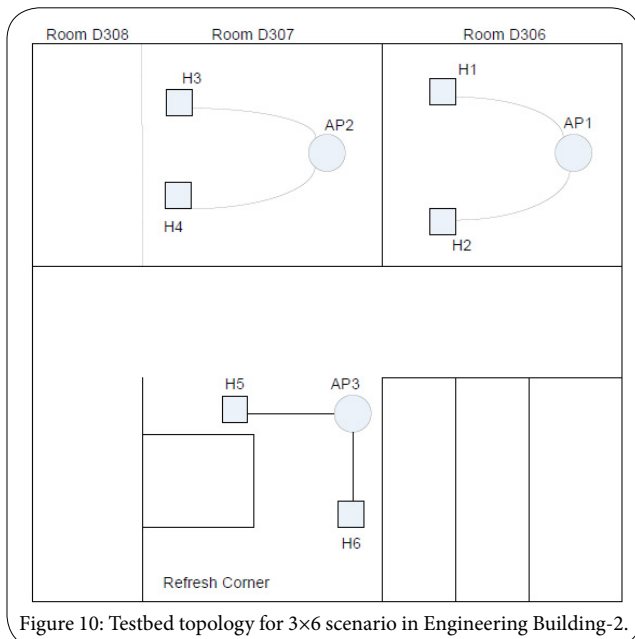 Room D308
Room D307
Room D306
H3
H1
AP2
AP1
H4
H2
H5
AP3
H6
Refresh Corner
Figure 10: Testbed topology for 3×6 scenario in Engineering Building-2.